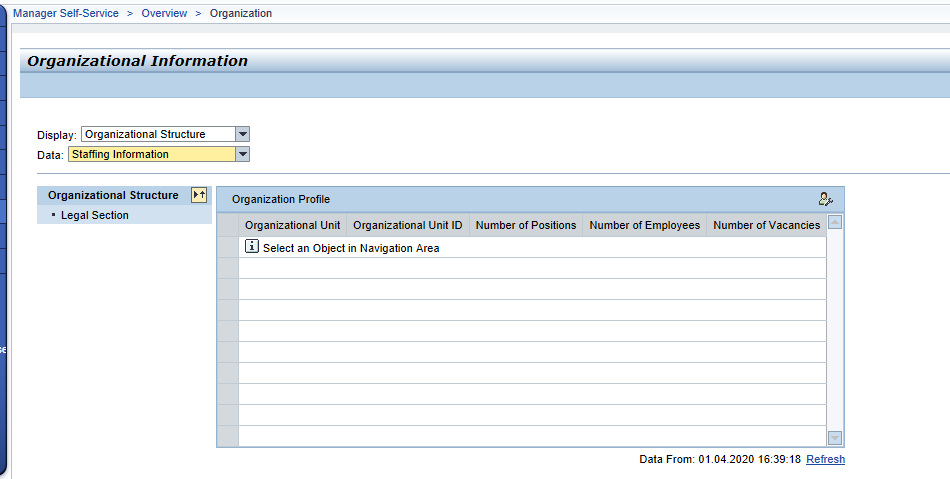 Manager Self-Service > Overview > Organization
Organizational Information
Display: Organizational Structure
Data: Staffing Information
Organizational Structure
Legal Section
Organization Profile
Organizational Unit Organizational Unit ID Number of Positions Number of Employees Number of Vacancies
Select an Object in Navigation Area
Data From: 01.04.2020 16:39:18 Refresh